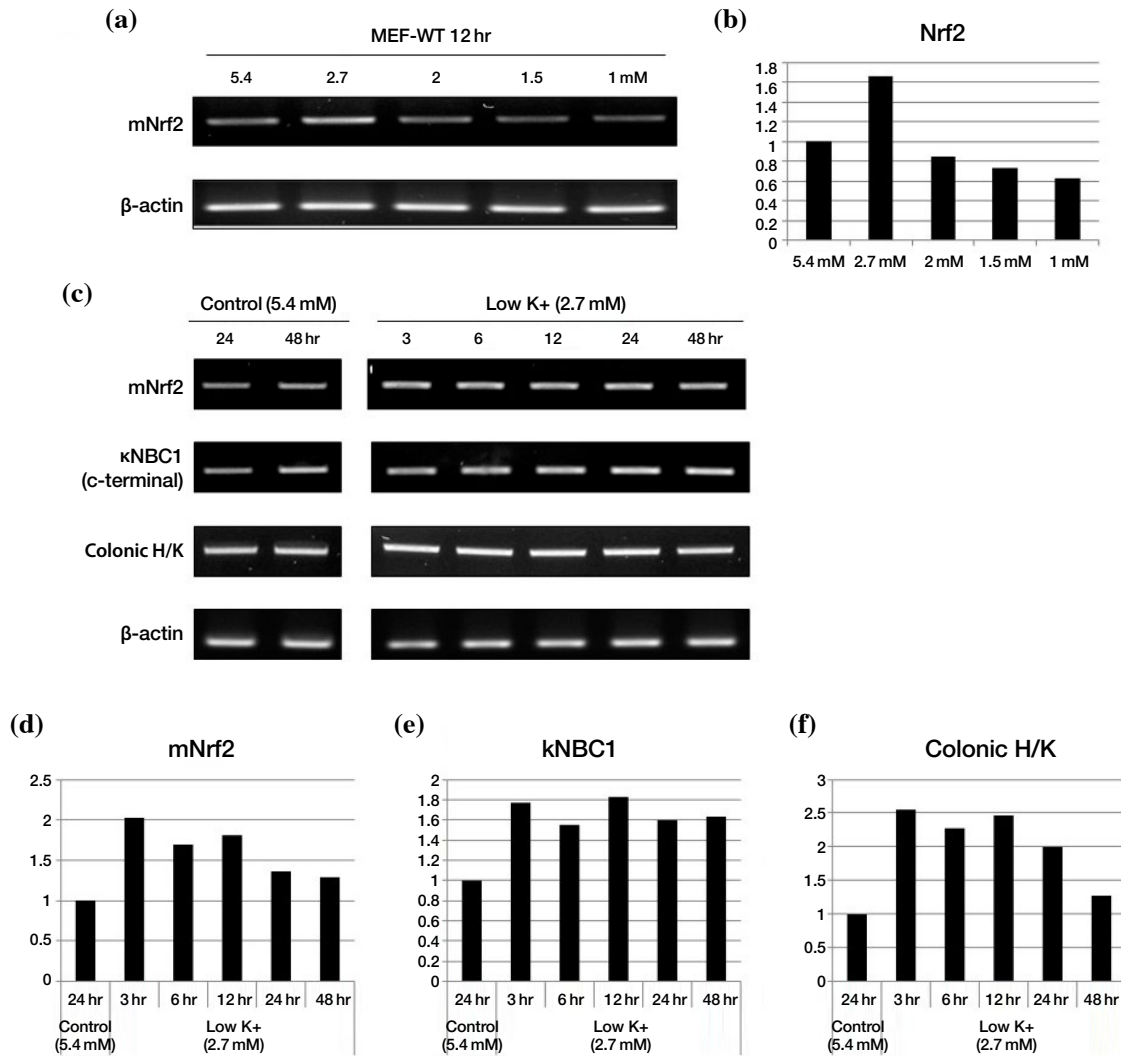 (a)
MEF-WT 12 hr
5.4 2.7 2 1.5 1 mM
mNrf2
β-actin
(b)
Nrf2
1.8
1.6
1.4
1.2
1
0.8
0.6
0.4
0.2
0
5.4 mM 2.7 mM 2 mM 1.5 mM 1 mM
(c)
Control (5.4 mM) Low K+ (2.7 mM)
24 48 hr 3 6 12 24 48 hr
mNrf2
κNBC1
(c-terminal)
Colonic H/K
β-actin
(d)
mNrf2
2.5
2
1.5
1
0.5
0
24 hr 3 hr 6 hr 12 hr 24 hr 48 hr
Control Low K+
(5.4 mM) (2.7 mM)
(e)
kNBC1
2
1.8
1.6
1.4
1.2
1
0.8
0.6
0.4
0.2
0
24 hr 3 hr 6 hr 12 hr 24 hr 48 hr
Control Low K+
(5.4 mM) (2.7 mM)
(f)
Colonic H/K
3
2.5
2
1.5
1
0.5
0
24 hr 3 hr 6 hr 12 hr 24 hr 48 hr
Control Low K+
(5.4 mM) (2.7 mM)